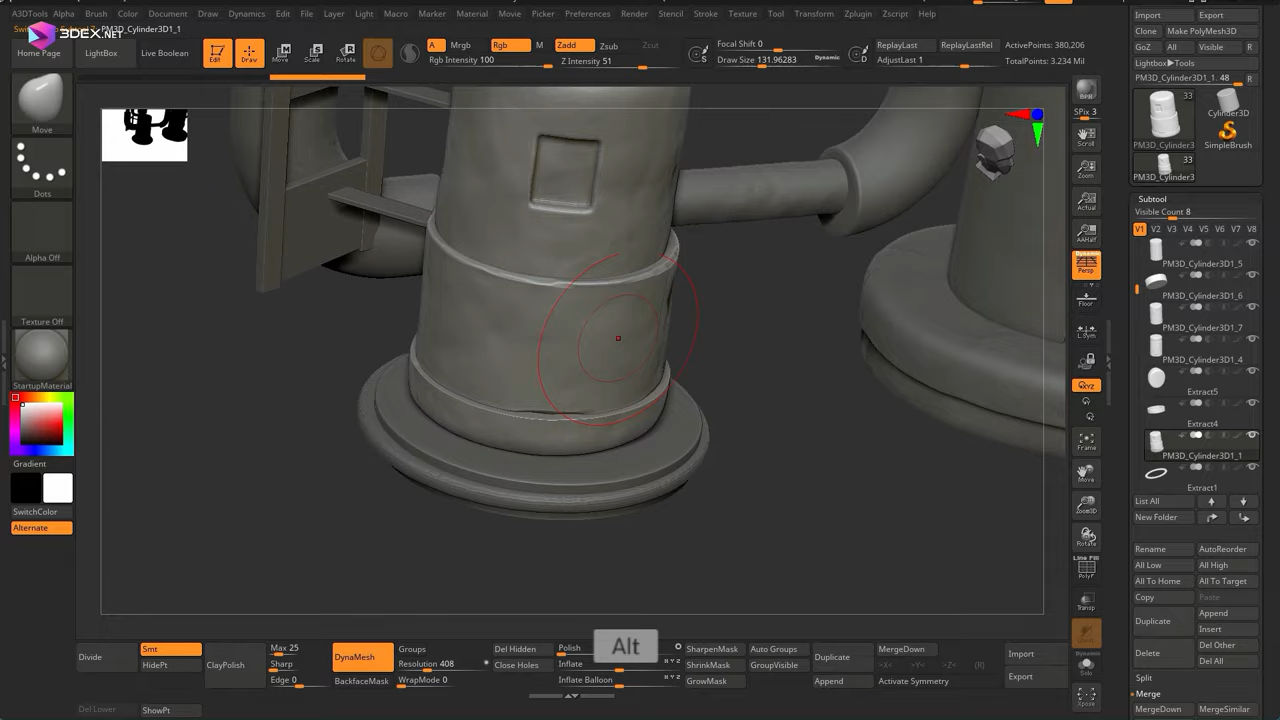 A3DTools Alpha Brush Color Document Draw Dynamics Edit File Layer Light Macro Marker Material Movie Picker Preferences Render Stencil Stroke Texture Tool Transform Zplugin Zscript Help
PM3D_Cylinder3D1_1
3DEX.NET
Home Page
LightBox
Live Boolean
Edit
Draw
Move
Scale
Rotate
A
Mrgb
Rgb
M
Rgb Intensity 100
Zadd
Zsub
Zcut
Z Intensity 51
S
Focal Shift 0
Draw Size 131.96283
Dynamic
D
ReplayLast
ReplayLastRel
AdjustLast 1
ActivePoints: 380,206
TotalPoints: 3.234 Mil
Move
Dots
Alpha Off
Texture Off
StartupMaterial
Gradient
SwitchColor
Alternate
BPR
SPix 3
Scroll
Zoom
Actual
AAHalf
Dynamic
Persp
Floor
L.Sym
XYZ
Frame
Move
Zoom3D
Rotate
Line Fill
PolyF
Transp
Dynamic
Solo
Xpose
Import
Export
Clone
Make PolyMesh3D
GoZ
All
Visible
R
Lightbox▶Tools
PM3D_Cylinder3D1_1. 48
R
33
Cylinder3D
PM3D_Cylinder3
SimpleBrush
33
PM3D_Cylinder3
Subtool
Visible Count 8
V1 V2 V3 V4 V5 V6 V7 V8
PM3D_Cylinder3D1_5
PM3D_Cylinder3D1_6
PM3D_Cylinder3D1_7
PM3D_Cylinder3D1_4
Extract5
Extract4
PM3D_Cylinder3D1_1
Extract1
List All
New Folder
Rename
AutoReorder
All Low
All High
All To Home
All To Target
Copy
Paste
Duplicate
Append
Insert
Delete
Del Other
Del All
Split
Merge
MergeDown
MergeSimilar
Alt
Divide
Smt
HidePt
ClayPolish
Max 25
Sharp
Edge 0
DynaMesh
BackfaceMask
Groups
Resolution 408
WrapMode 0
Del Hidden
Close Holes
Polish
Inflate
Inflate Balloon
SharpenMask
ShrinkMask
GrowMask
Auto Groups
GroupVisible
Duplicate
Append
MergeDown
>X< >Y< >Z< (R)
Activate Symmetry
Import
Export
Del Lower
ShowPt